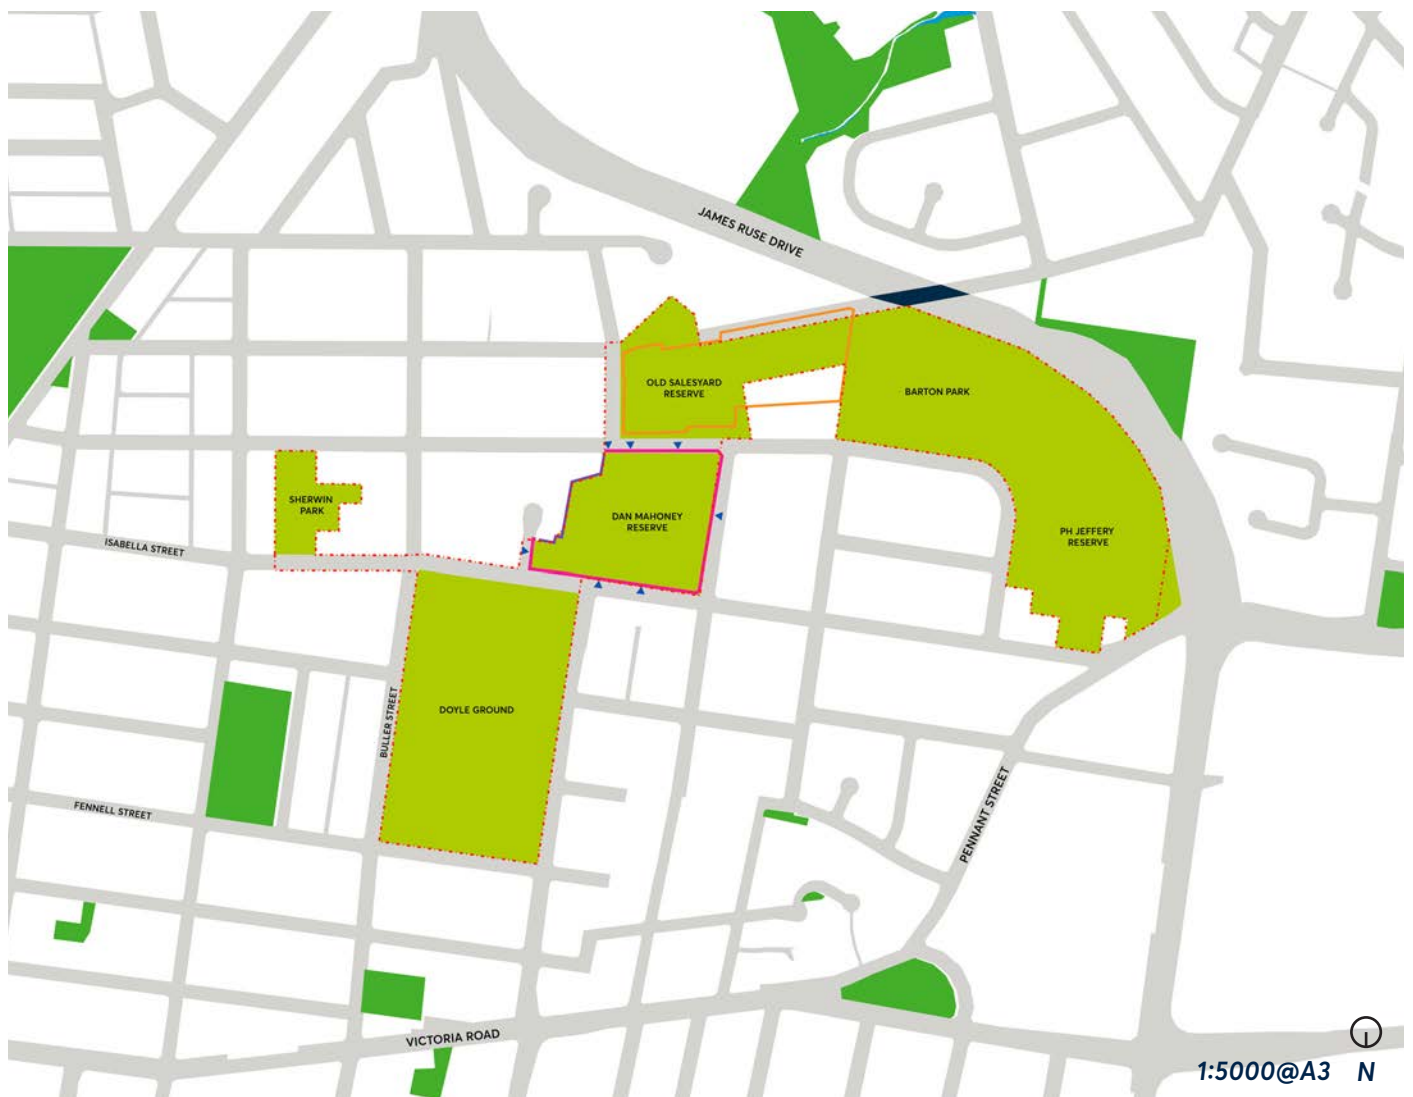 JAMES RUSE DRIVE
OLD SALESYARD
RESERVE
BARTON PARK
SHERWIN
PARK
DAN MAHONEY
RESERVE
PH JEFFERY
RESERVE
ISABELLA STREET
BULLER STREET
DOYLE GROUND
FENNELL STREET
PENNANT STREET
VICTORIA ROAD
1:5000@A3 N